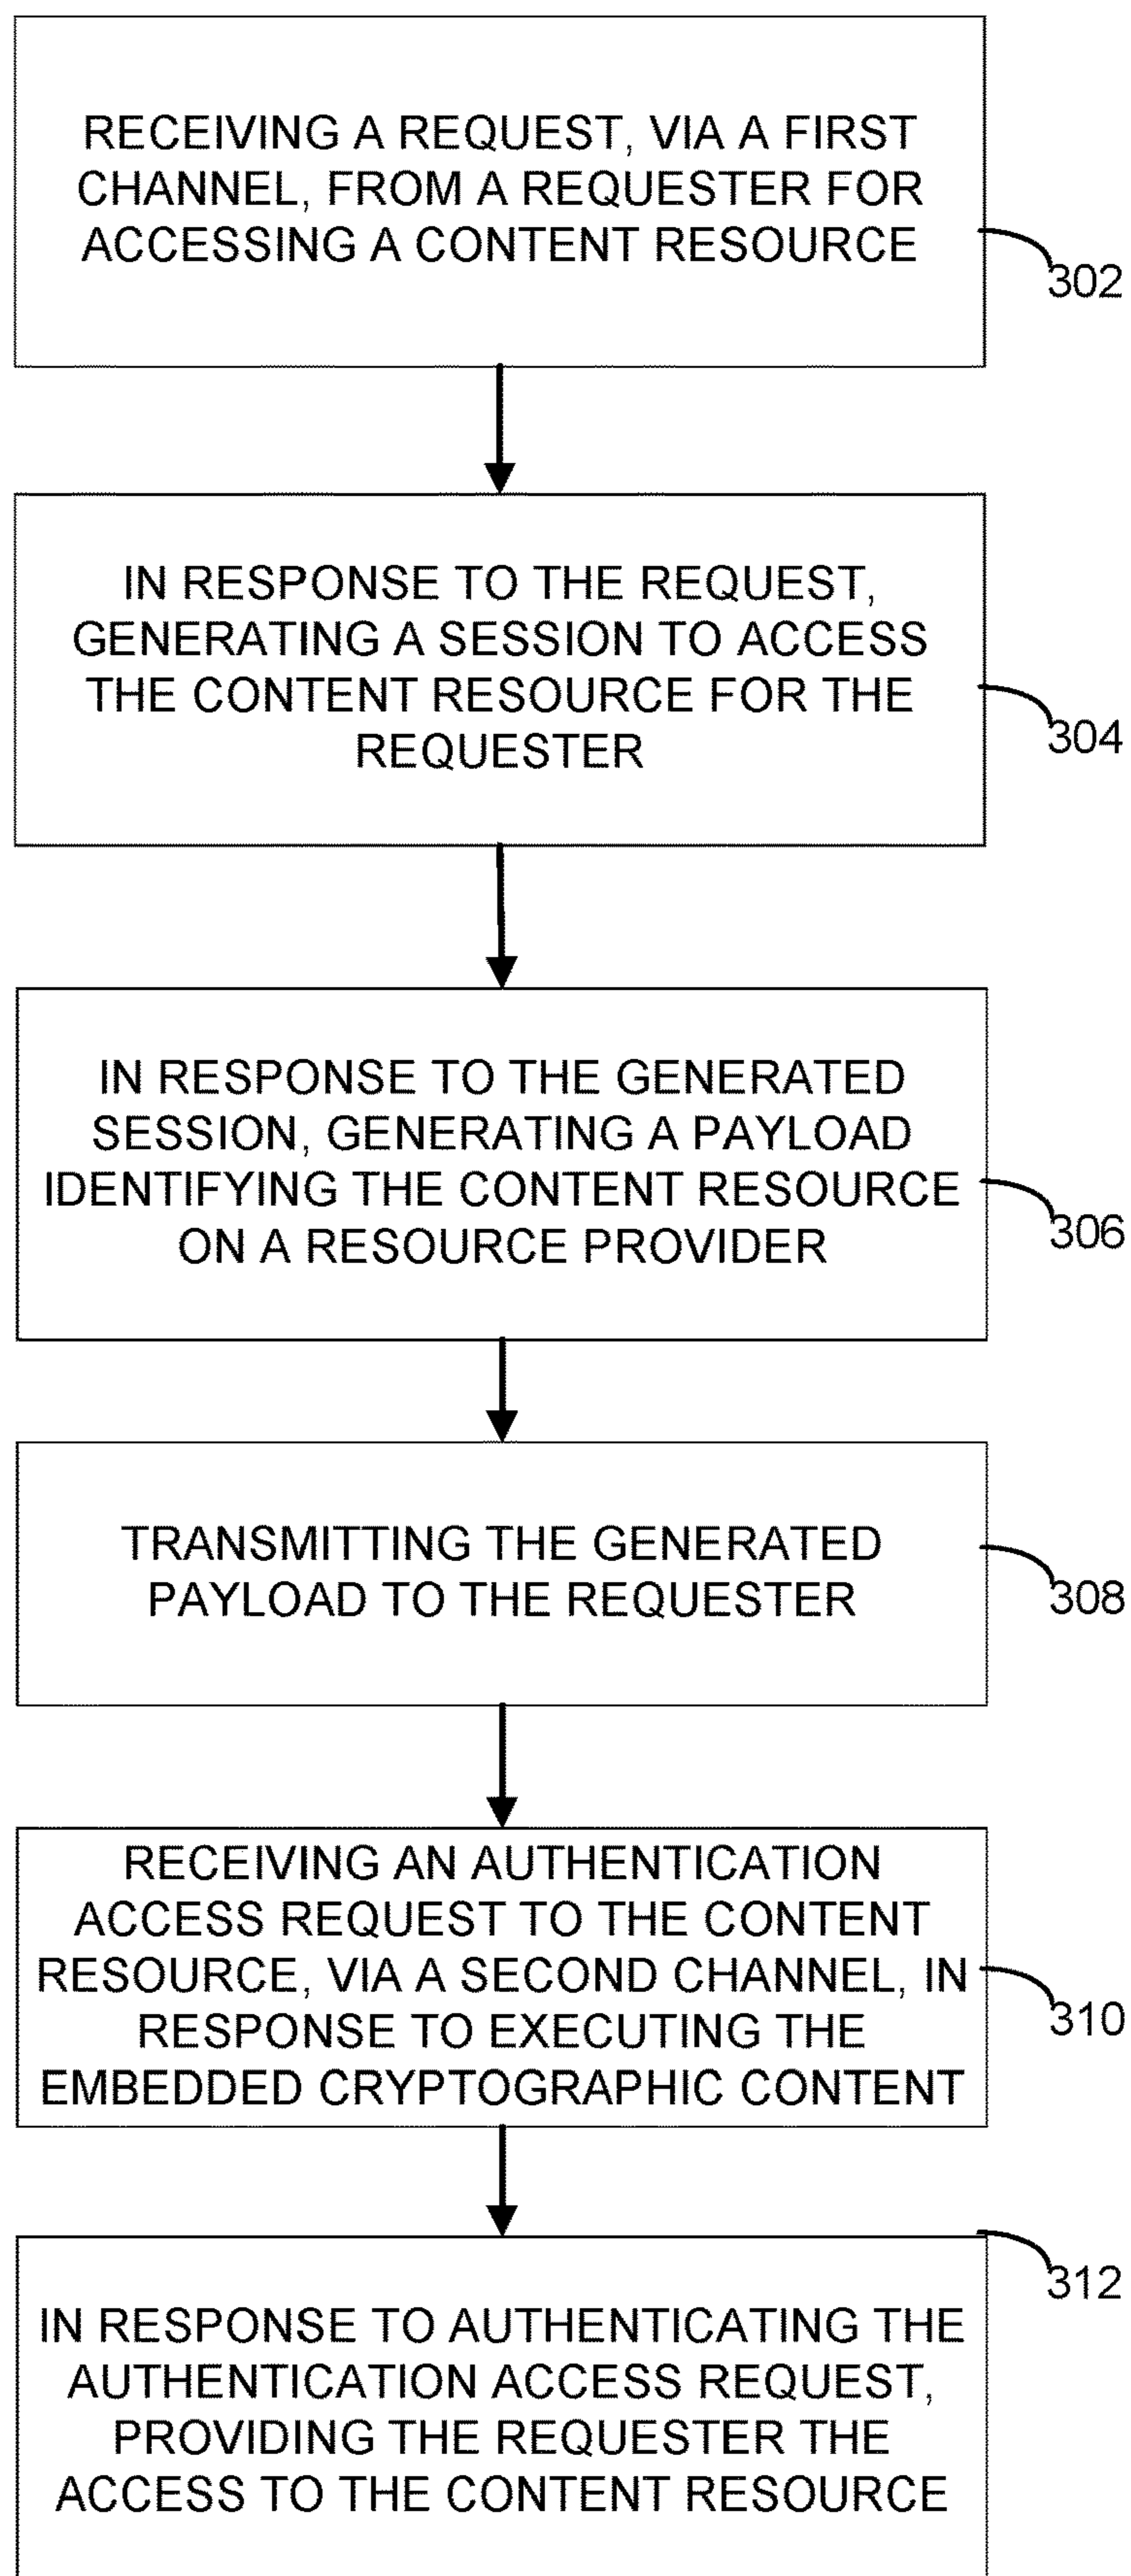 RECEIVING A REQUEST, VIA A FIRST
CHANNEL, FROM A REQUESTER FOR
ACCESSING A CONTENT RESOURCE
302
IN RESPONSE TO THE REQUEST,
GENERATING A SESSION TO ACCESS
THE CONTENT RESOURCE FOR THE
REQUESTER
304
IN RESPONSE TO THE GENERATED
SESSION, GENERATING A PAYLOAD
IDENTIFYING THE CONTENT RESOURCE
ON A RESOURCE PROVIDER
306
TRANSMITTING THE GENERATED
PAYLOAD TO THE REQUESTER
308
RECEIVING AN AUTHENTICATION
ACCESS REQUEST TO THE CONTENT
RESOURCE, VIA A SECOND CHANNEL, IN
RESPONSE TO EXECUTING THE
EMBEDDED CRYPTOGRAPHIC CONTENT
310
312
IN RESPONSE TO AUTHENTICATING THE
AUTHENTICATION ACCESS REQUEST,
PROVIDING THE REQUESTER THE
ACCESS TO THE CONTENT RESOURCE